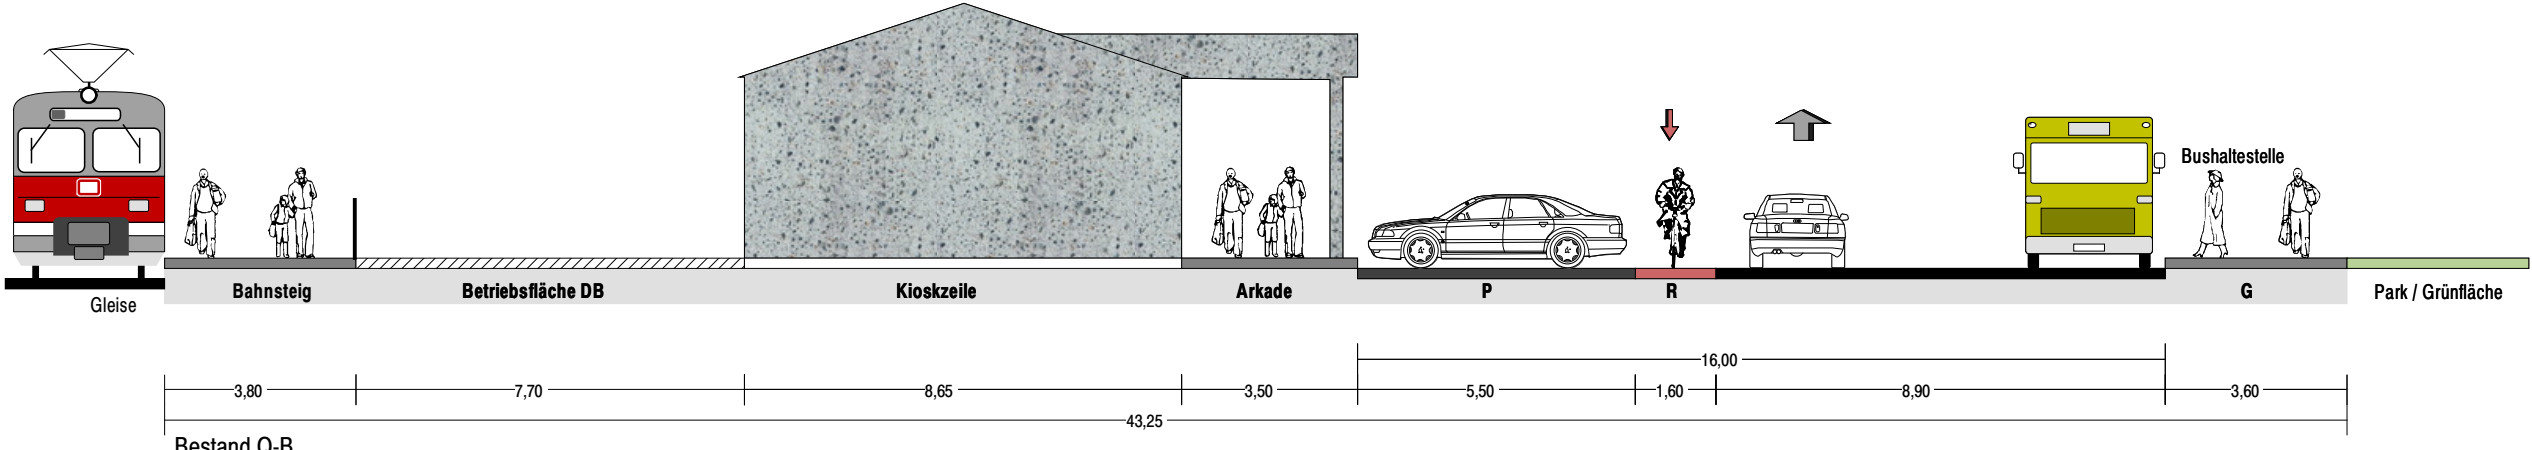 Bushaltestelle
Gleise
Bahnsteig
Betriebsfläche DB
Kioskzeile
Arkade
P
R
G
Park / Grünfläche
16,00
3,80
7,70
8,65
3,50
5,50
1,60
8,90
3,60
43,25
Bestand Q-B